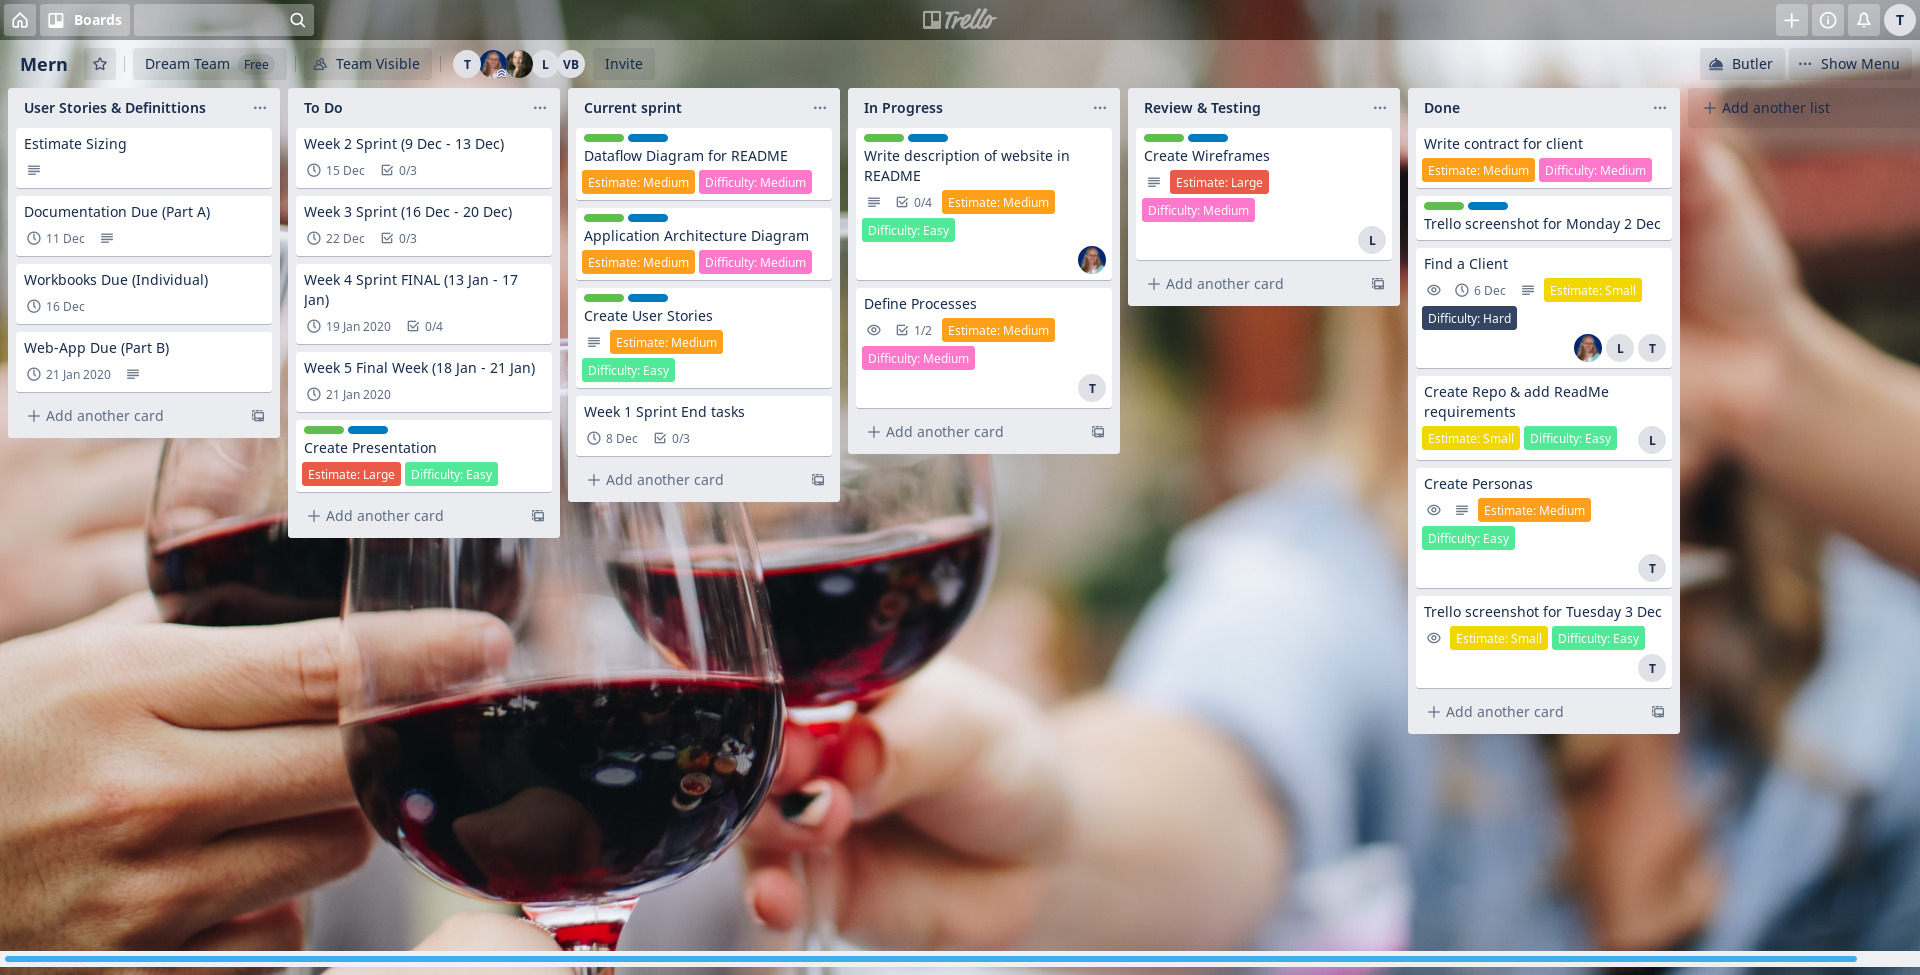 Boards
Trello
T
Mern
Dream Team Free
Team Visible
T
L
VB
Invite
Butler
Show Menu
User Stories & Definittions
Estimate Sizing
Documentation Due (Part A)
11 Dec
Workbooks Due (Individual)
16 Dec
Web-App Due (Part B)
21 Jan 2020
Add another card
To Do
Week 2 Sprint (9 Dec - 13 Dec)
15 Dec 0/3
Week 3 Sprint (16 Dec - 20 Dec)
22 Dec 0/3
Week 4 Sprint FINAL (13 Jan - 17
Jan)
19 Jan 2020 0/4
Week 5 Final Week (18 Jan - 21 Jan)
21 Jan 2020
Create Presentation
Estimate: Large Difficulty: Easy
Add another card
Current sprint
Dataflow Diagram for README
Estimate: Medium Difficulty: Medium
Application Architecture Diagram
Estimate: Medium Difficulty: Medium
Create User Stories
Estimate: Medium
Difficulty: Easy
Week 1 Sprint End tasks
8 Dec 0/3
Add another card
In Progress
Write description of website in
README
0/4 Estimate: Medium
Difficulty: Easy
Define Processes
1/2 Estimate: Medium
Difficulty: Medium
T
Add another card
Review & Testing
Create Wireframes
Estimate: Large
Difficulty: Medium
L
Add another card
Done
Write contract for client
Estimate: Medium Difficulty: Medium
Trello screenshot for Monday 2 Dec
Find a Client
6 Dec Estimate: Small
Difficulty: Hard
L T
Create Repo & add ReadMe
requirements
Estimate: Small Difficulty: Easy L
Create Personas
Estimate: Medium
Difficulty: Easy
T
Trello screenshot for Tuesday 3 Dec
Estimate: Small Difficulty: Easy
T
Add another card
Add another list